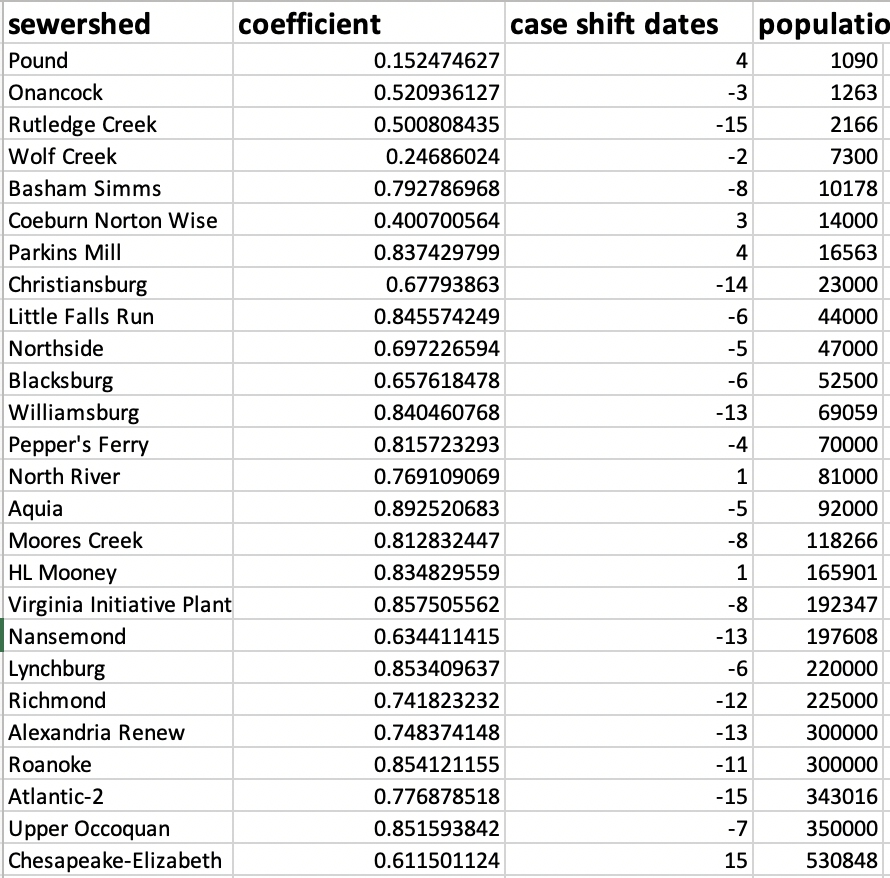 sewershed coefficient case shift dates populatio
Pound 0.152474627 4 1090
Onancock 0.520936127 -3 1263
Rutledge Creek 0.500808435 -15 2166
Wolf Creek 0.24686024 -2 7300
Basham Simms 0.792786968 -8 10178
Coeburn Norton Wise 0.400700564 3 14000
Parkins Mill 0.837429799 4 16563
Christiansburg 0.67793863 -14 23000
Little Falls Run 0.845574249 -6 44000
Northside 0.697226594 -5 47000
Blacksburg 0.657618478 -6 52500
Williamsburg 0.840460768 -13 69059
Pepper's Ferry 0.815723293 -4 70000
North River 0.769109069 1 81000
Aquia 0.892520683 -5 92000
Moores Creek 0.812832447 -8 118266
HL Mooney 0.834829559 1 165901
Virginia Initiative Plant 0.857505562 -8 192347
Nansemond 0.634411415 -13 197608
Lynchburg 0.853409637 -6 220000
Richmond 0.741823232 -12 225000
Alexandria Renew 0.748374148 -13 300000
Roanoke 0.854121155 -11 300000
Atlantic-2 0.776878518 -15 343016
Upper Occoquan 0.851593842 -7 350000
Chesapeake-Elizabeth 0.611501124 15 530848